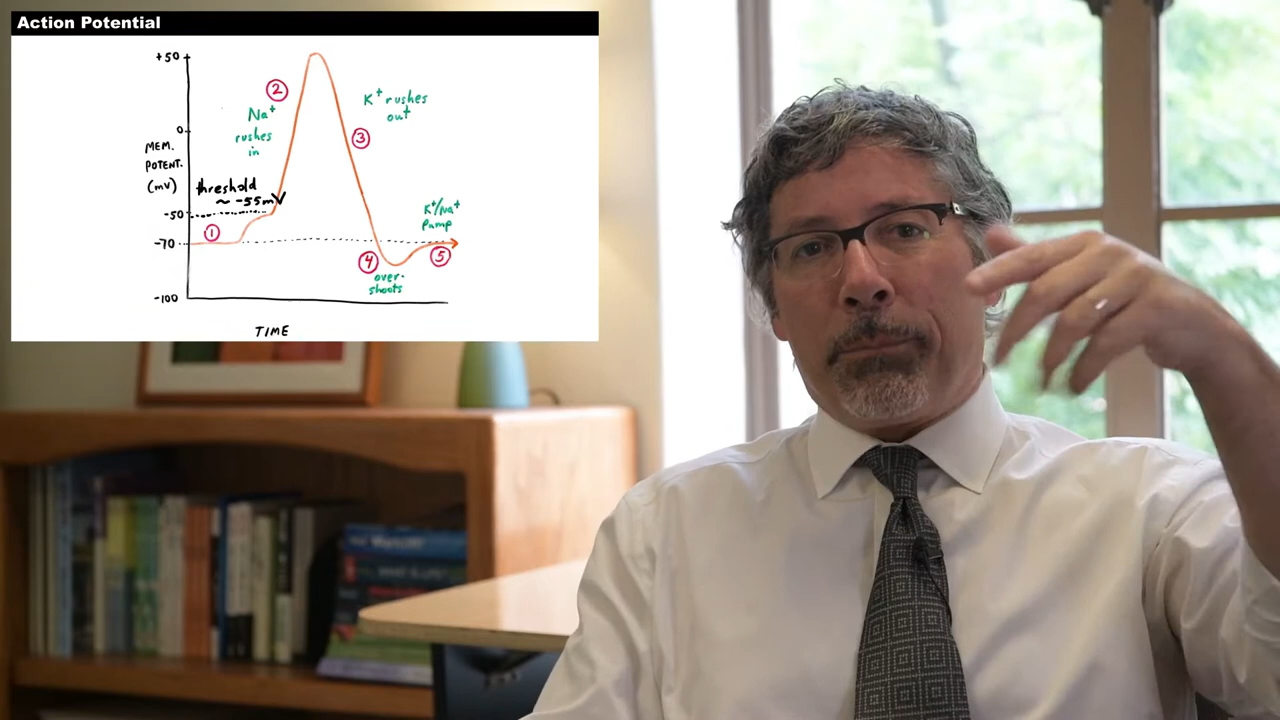 Action Potential
+50
②
Na⁺
rushes
in
K⁺ rushes
out
③
0
MEM.
POTENT.
(mV)
threshold
~ -55mV
-50
①
-70
K⁺/Na⁺
Pump
④
⑤
over-
shoots
-100
TIME